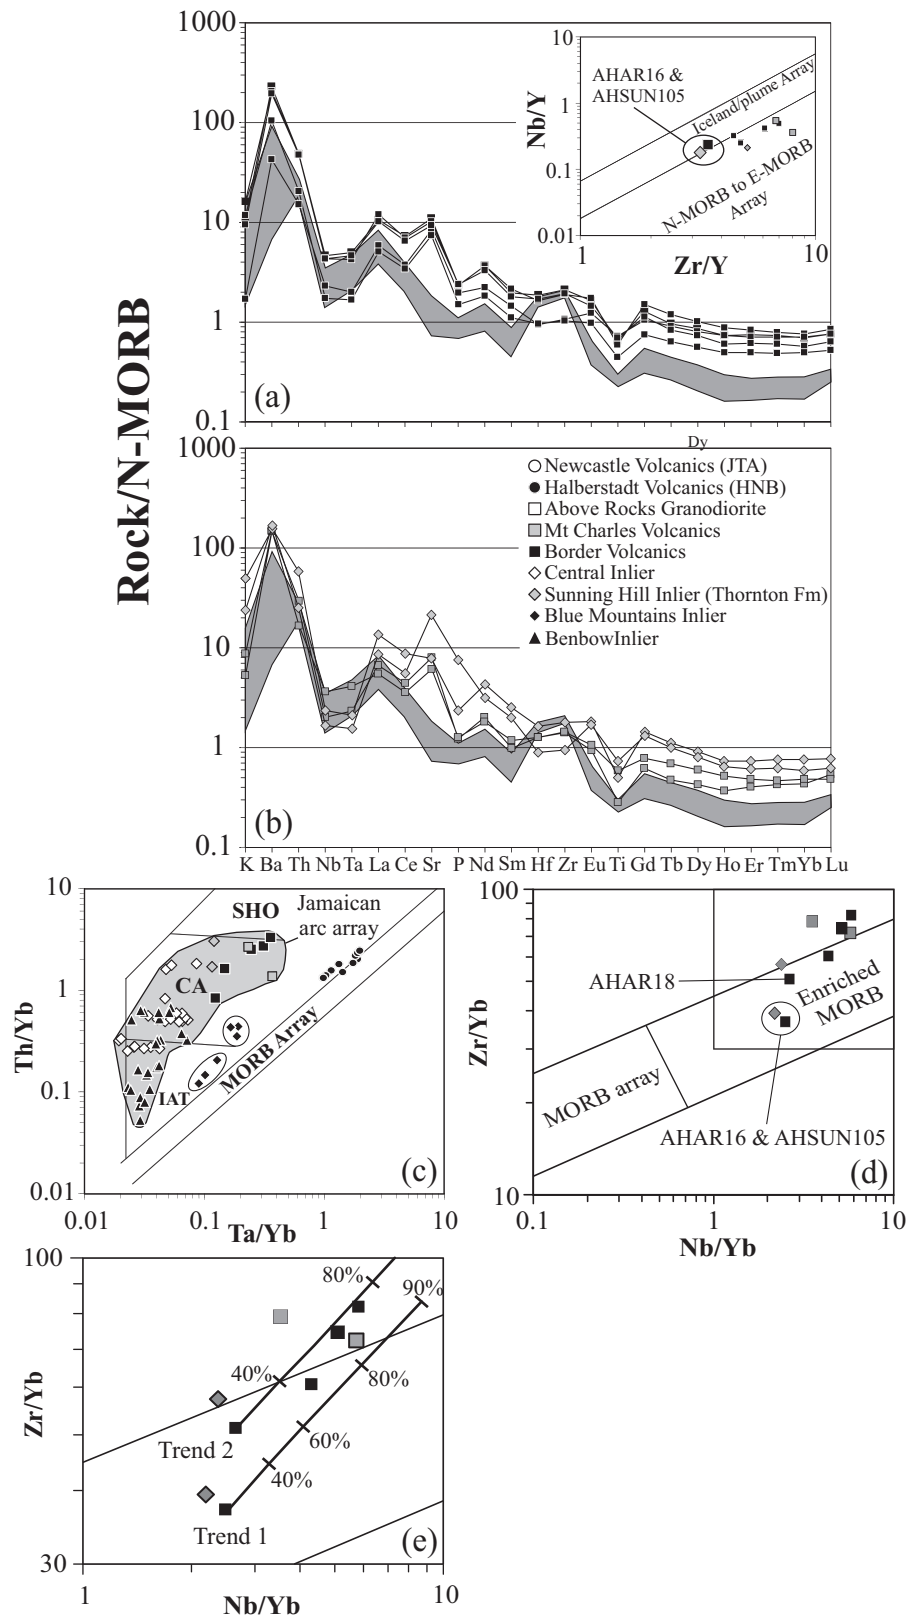 1000
100
10
1
0.1
(a)
Rock/N-MORB
10
1
0.1
0.01
Nb/Y
AHAR16 &
AHSUN105
Iceland/plume Array
N-MORB to E-MORB
Array
1
10
Zr/Y
1000
100
10
1
0.1
(b)
Dy
Newcastle Volcanics (JTA)
Halberstadt Volcanics (HNB)
Above Rocks Granodiorite
Mt Charles Volcanics
Border Volcanics
Central Inlier
Sunning Hill Inlier (Thornton Fm)
Blue Mountains Inlier
BenbowInlier
K Ba Th Nb Ta La Ce Sr P Nd Sm Hf Zr Eu Ti Gd Tb Dy Ho Er Tm Yb Lu
10
1
0.1
0.01
Th/Yb
SHO
Jamaican
arc array
CA
MORB Array
IAT
(c)
0.01
0.1
1
10
Ta/Yb
100
10
Zr/Yb
AHAR18
Enriched
MORB
MORB array
AHAR16 & AHSUN105
(d)
0.1
1
10
Nb/Yb
100
30
Zr/Yb
80%
90%
40%
80%
Trend 2
60%
40%
Trend 1
(e)
1
10
Nb/Yb